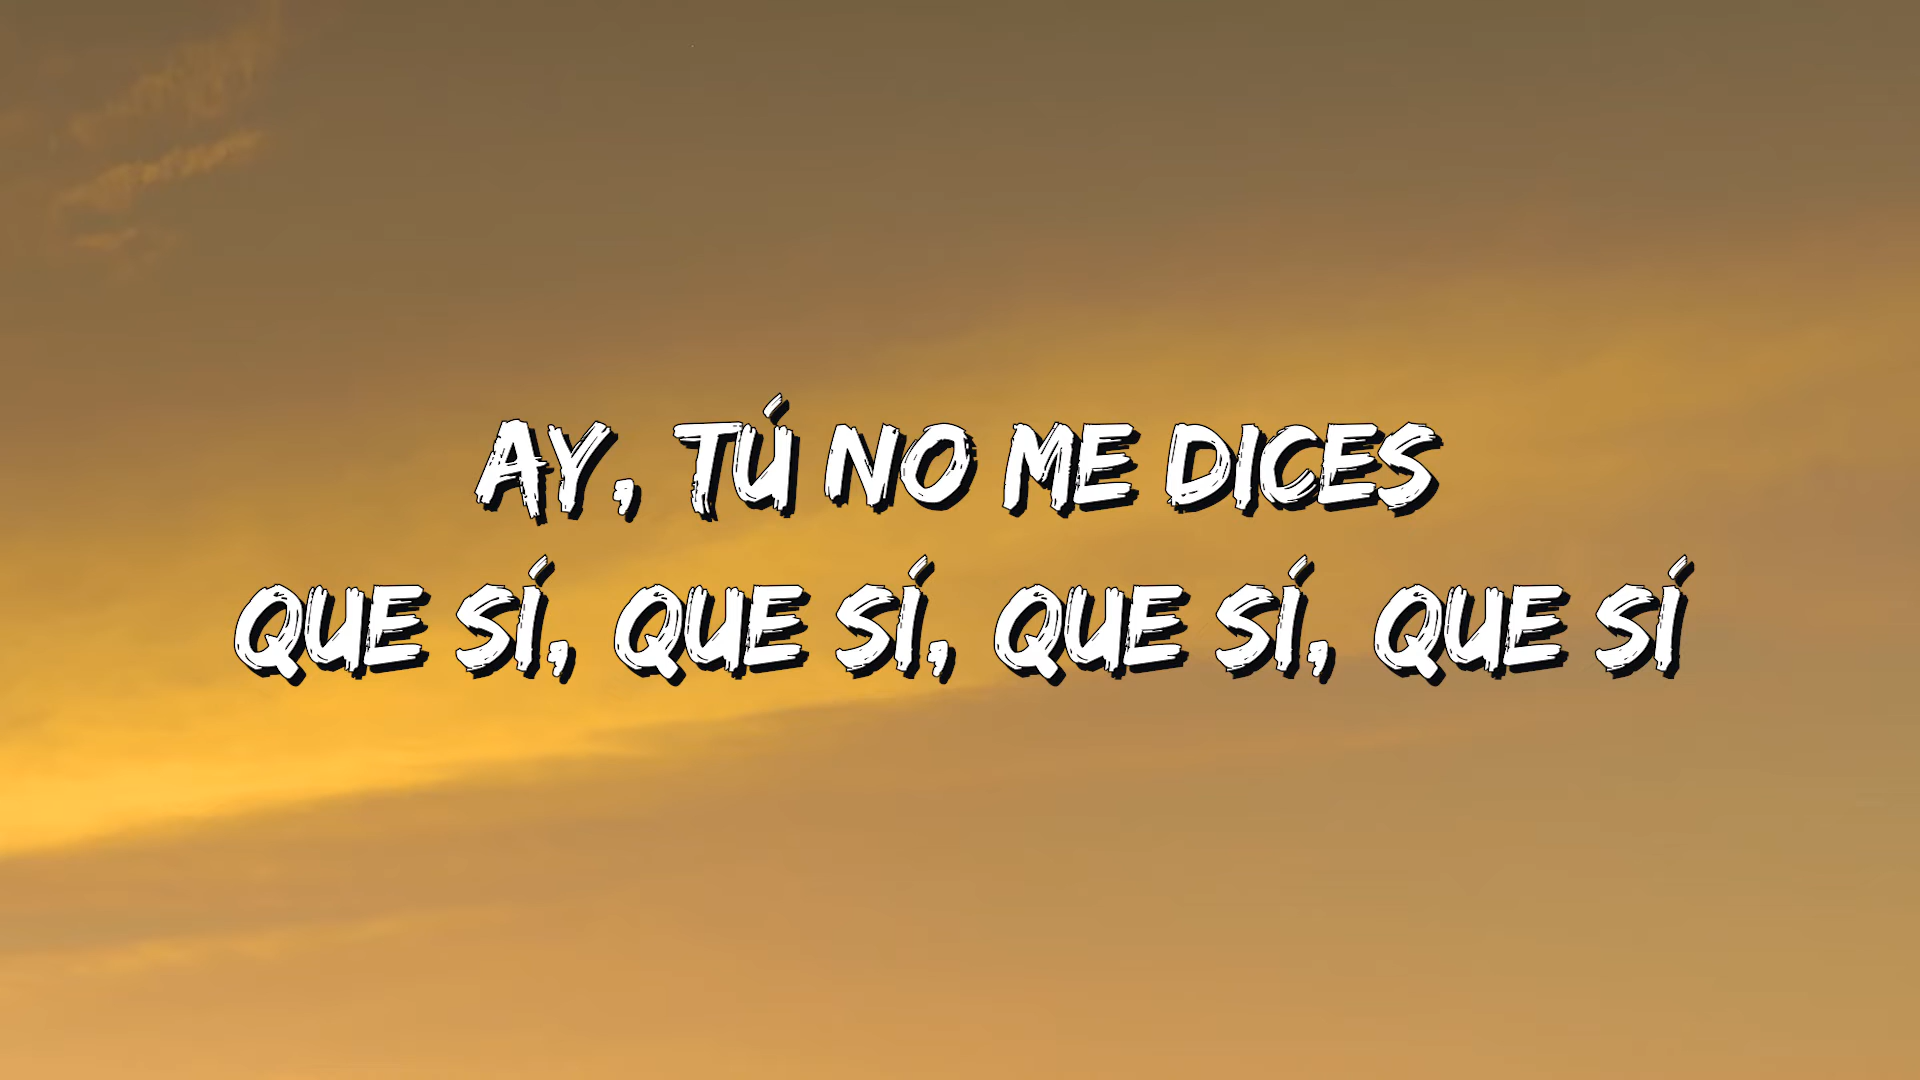 AY, TÚ NO ME DICES
QUE SÍ, QUE SÍ, QUE SÍ, QUE SÍ